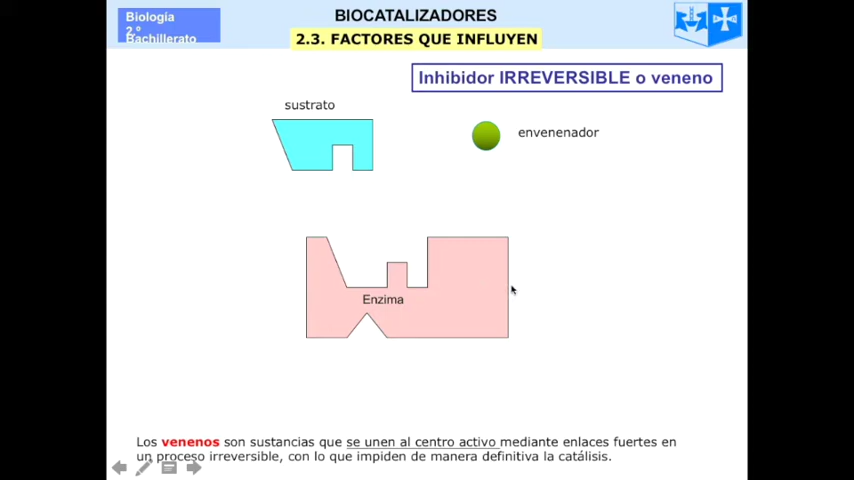 Biología
2.º
Bachillerato
BIOCATALIZADORES
2.3. FACTORES QUE INFLUYEN
Inhibidor IRREVERSIBLE o veneno
sustrato
envenenador
Enzima
Los venenos son sustancias que se unen al centro activo mediante enlaces fuertes en
un proceso irreversible, con lo que impiden de manera definitiva la catálisis.